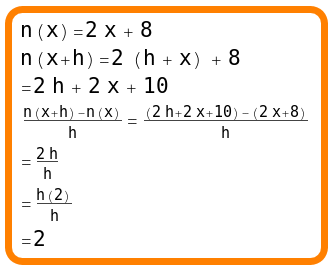 n(x)=2x+8
n(x+h)=2(h+x)+8
=2h+2x+10
(n(x+h)-n(x))/h=((2h+2x+10)-(2x+8))/h
=(2h)/h
=(h(2))/h
=2